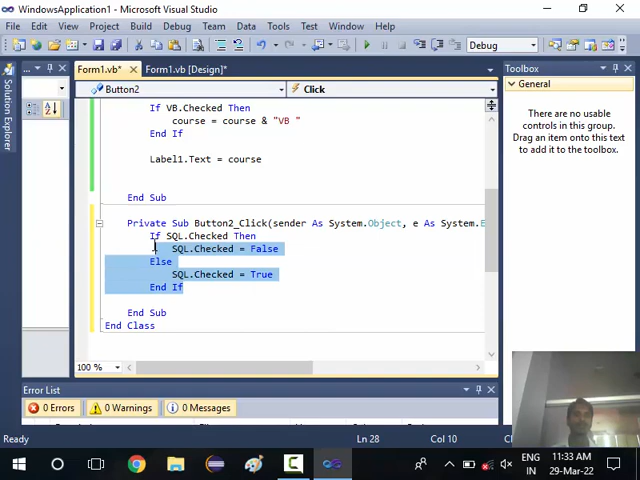 WindowsApplication1 - Microsoft Visual Studio
File Edit View Project Build Debug Team Data Tools Test Window Help
Debug
Form1.vb* Form1.vb [Design]*
Toolbox
Button2 Click
General
Solution Explorer
There are no usable
controls in this group.
Drag an item onto this text
to add it to the toolbox.
If VB.Checked Then
course = course & "VB "
End If
Label1.Text = course
End Sub
Private Sub Button2_Click(sender As System.Object, e As System.E
If SQL.Checked Then
SQL.Checked = False
Else
SQL.Checked = True
End If
End Sub
End Class
100 %
Error List
0 Errors 0 Warnings 0 Messages
Ready Ln 28 Col 10
11:33 AM
ENG
IN
29-Mar-22